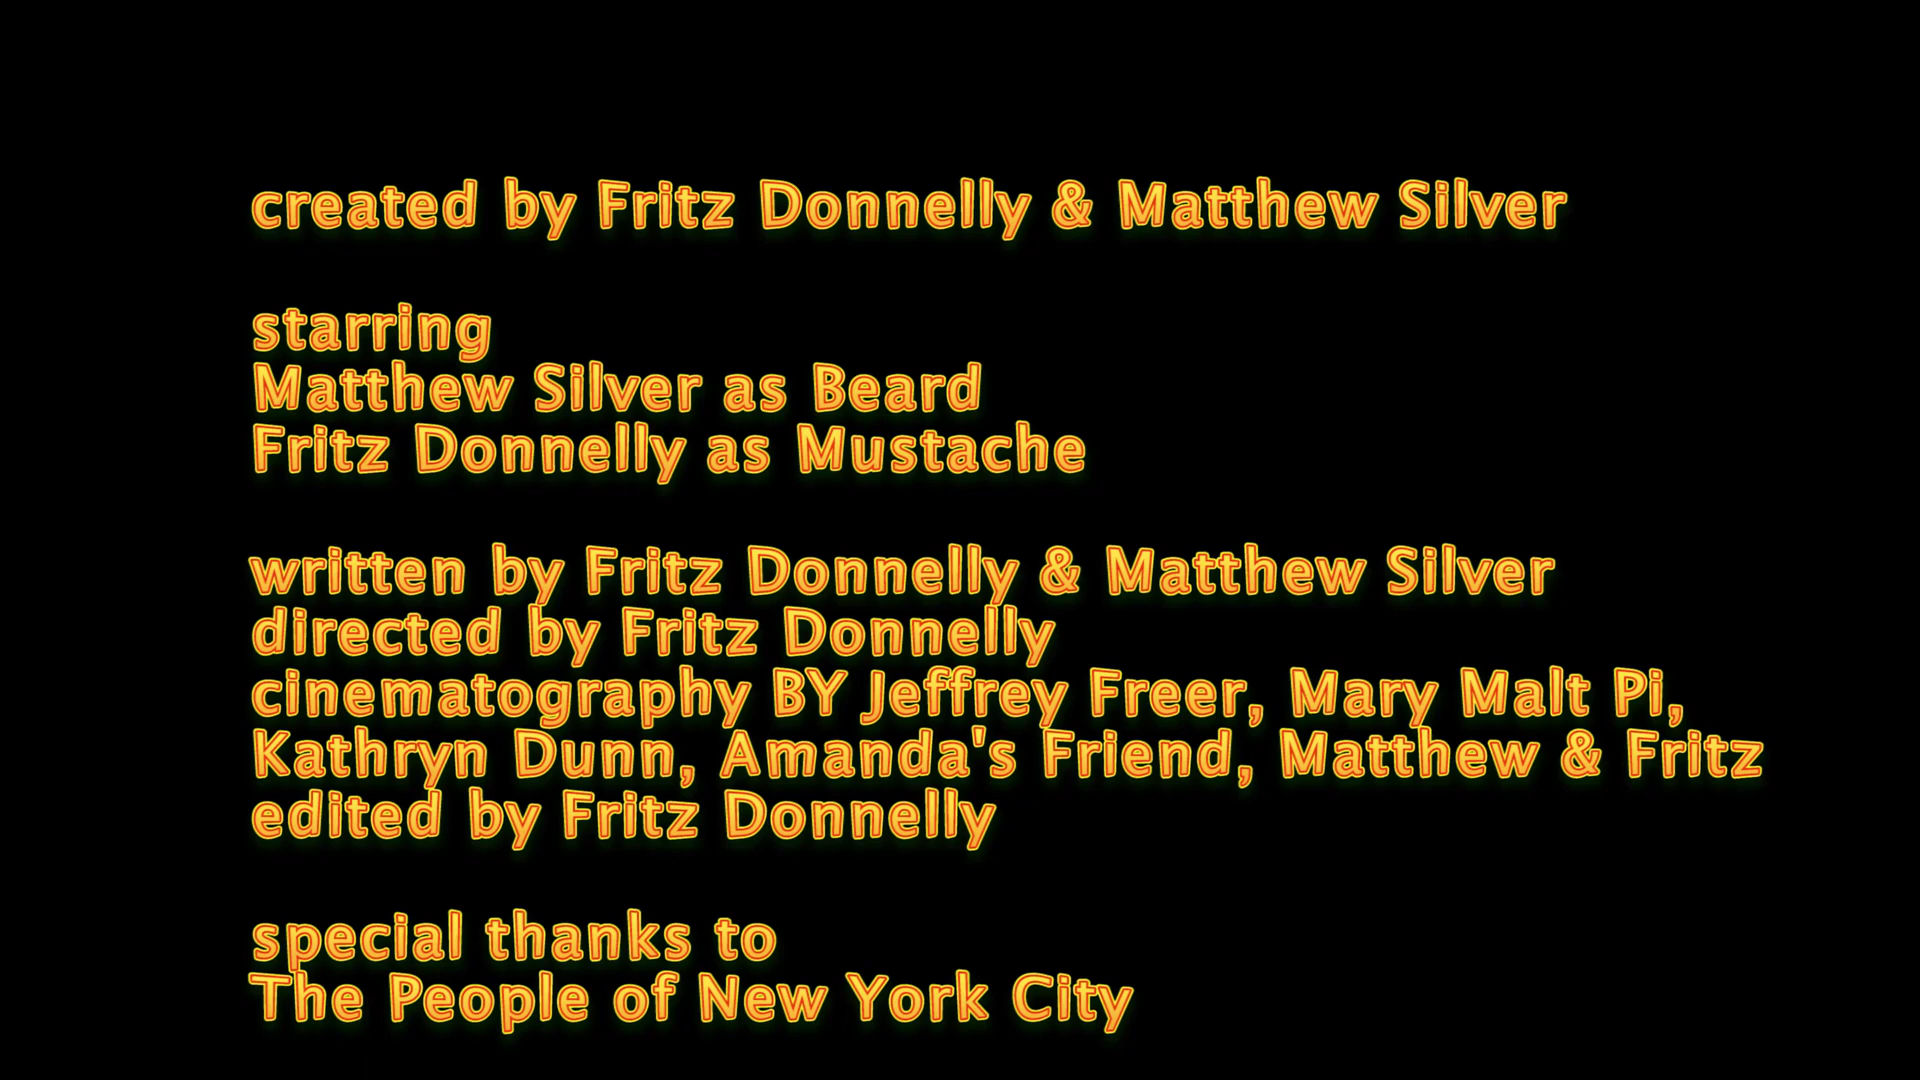 created by Fritz Donnelly & Matthew Silver
starring
Matthew Silver as Beard
Fritz Donnelly as Mustache
written by Fritz Donnelly & Matthew Silver
directed by Fritz Donnelly
cinematography BY Jeffrey Freer, Mary Malt Pi,
Kathryn Dunn, Amanda's Friend, Matthew & Fritz
edited by Fritz Donnelly
special thanks to
The People of New York City